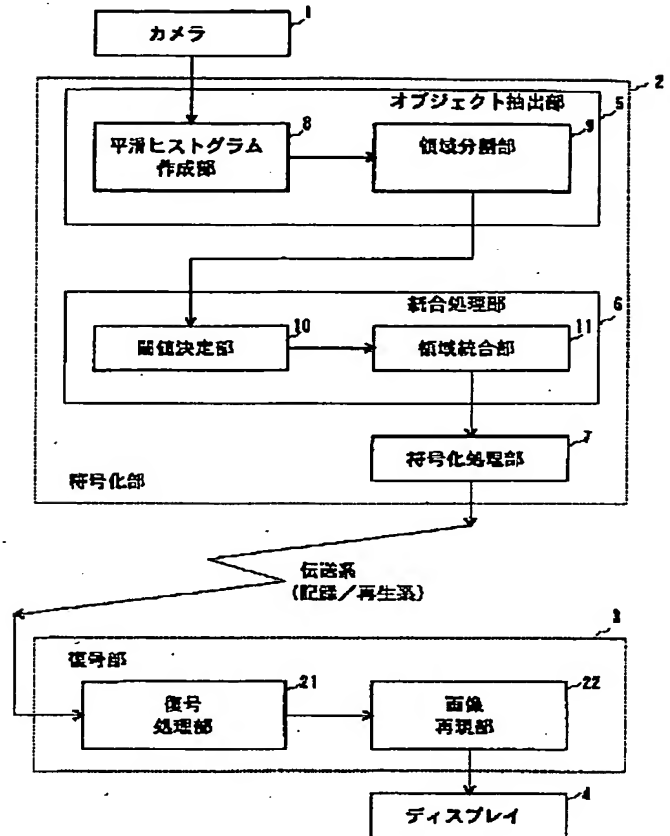 カメラ
1
2
オブジェクト抽出部
5
平滑ヒストグラム
作成部
8
領域分割部
9
統合処理部
6
閾値決定部
10
領域統合部
11
符号化処理部
7
符号化部
伝送系
(記録/再生系)
3
復号部
復号
処理部
21
画像
再現部
22
ディスプレイ
4